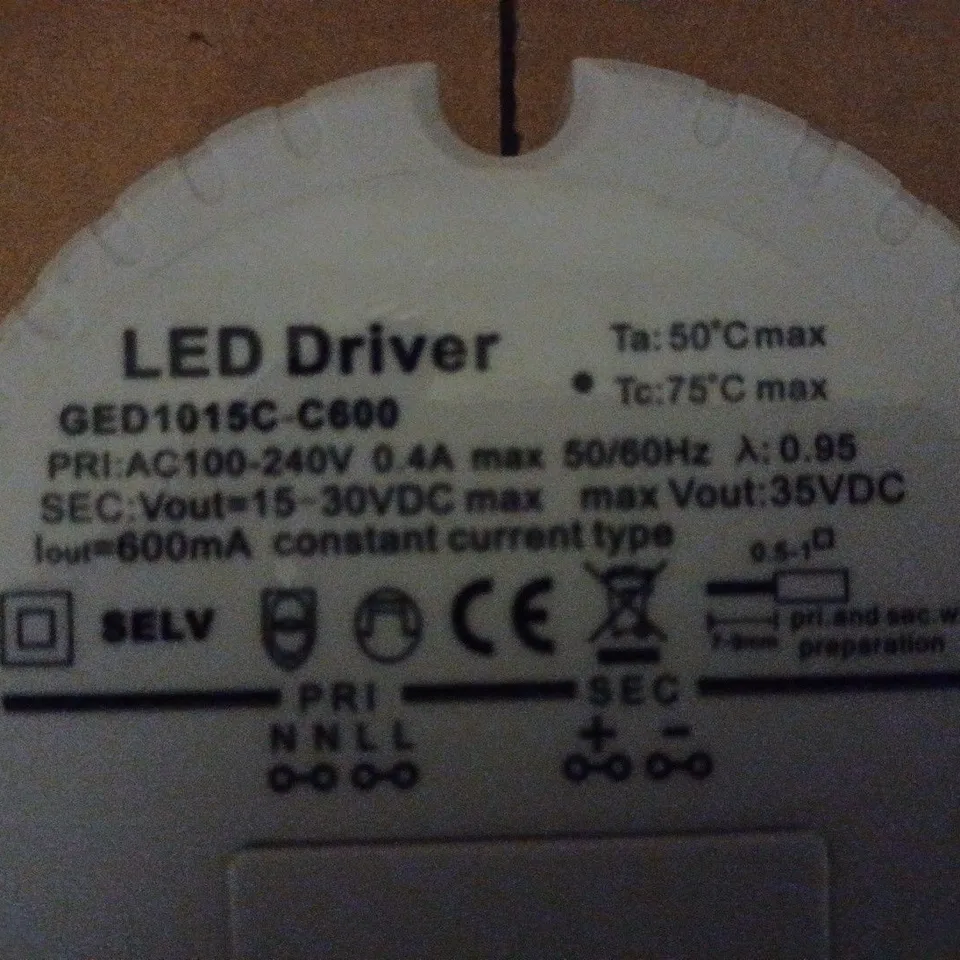 LED Driver
Ta: 50°C max
Tc: 75°C max
GED1015C-C600
PRI:AC100-240V 0.4A max 50/60Hz λ: 0.95
SEC:Vout=15-30VDC max max Vout:35VDC
Iout=600mA constant current type
0.5-1
SELV
CE
pri. and sec.
preparation
PRI
SEC
N N L L
+ -